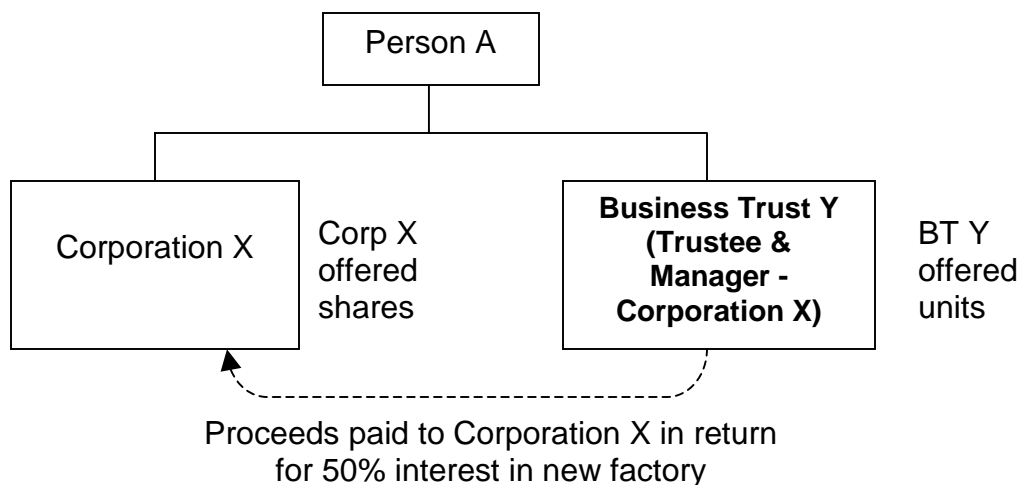 Person A
Corporation X
Corp X
offered
shares
Business Trust Y
(Trustee &
Manager -
Corporation X)
BT Y
offered
units
Proceeds paid to Corporation X in return
for 50% interest in new factory